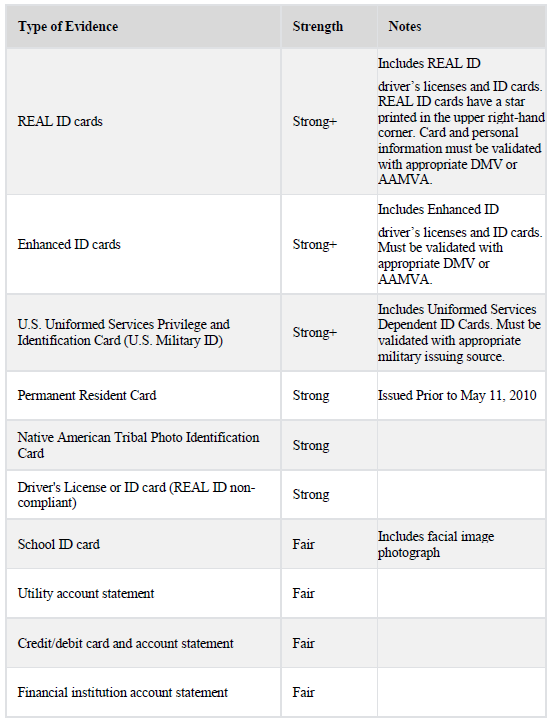 Type of Evidence Strength Notes
Includes REAL ID
driver’s licenses and ID cards.
REAL ID cards have a star
printed in the upper right-hand
REAL ID cards Strong+ corner. Card and personal
information must be validated
with appropriate DMV or
AAMVA.
Includes Enhanced ID
driver’s licenses and ID cards.
Enhanced ID cards Strong+ Must be validated with
appropriate DMV or
AAMVA.
U.S. Uniformed Services Privilege and
Identification Card (U.S. Military ID)
Strong+
Includes Uniformed Services
Dependent ID Cards. Must be
validated with appropriate
military issuing source.
Permanent Resident Card Strong Issued Prior to May 11, 2010
Native American Tribal Photo Identification
Card
Strong
Driver's License or ID card (REAL ID non-
compliant)
Strong
School ID card Fair Includes facial image
photograph
Utility account statement Fair
Credit/debit card and account statement Fair
Financial institution account statement Fair